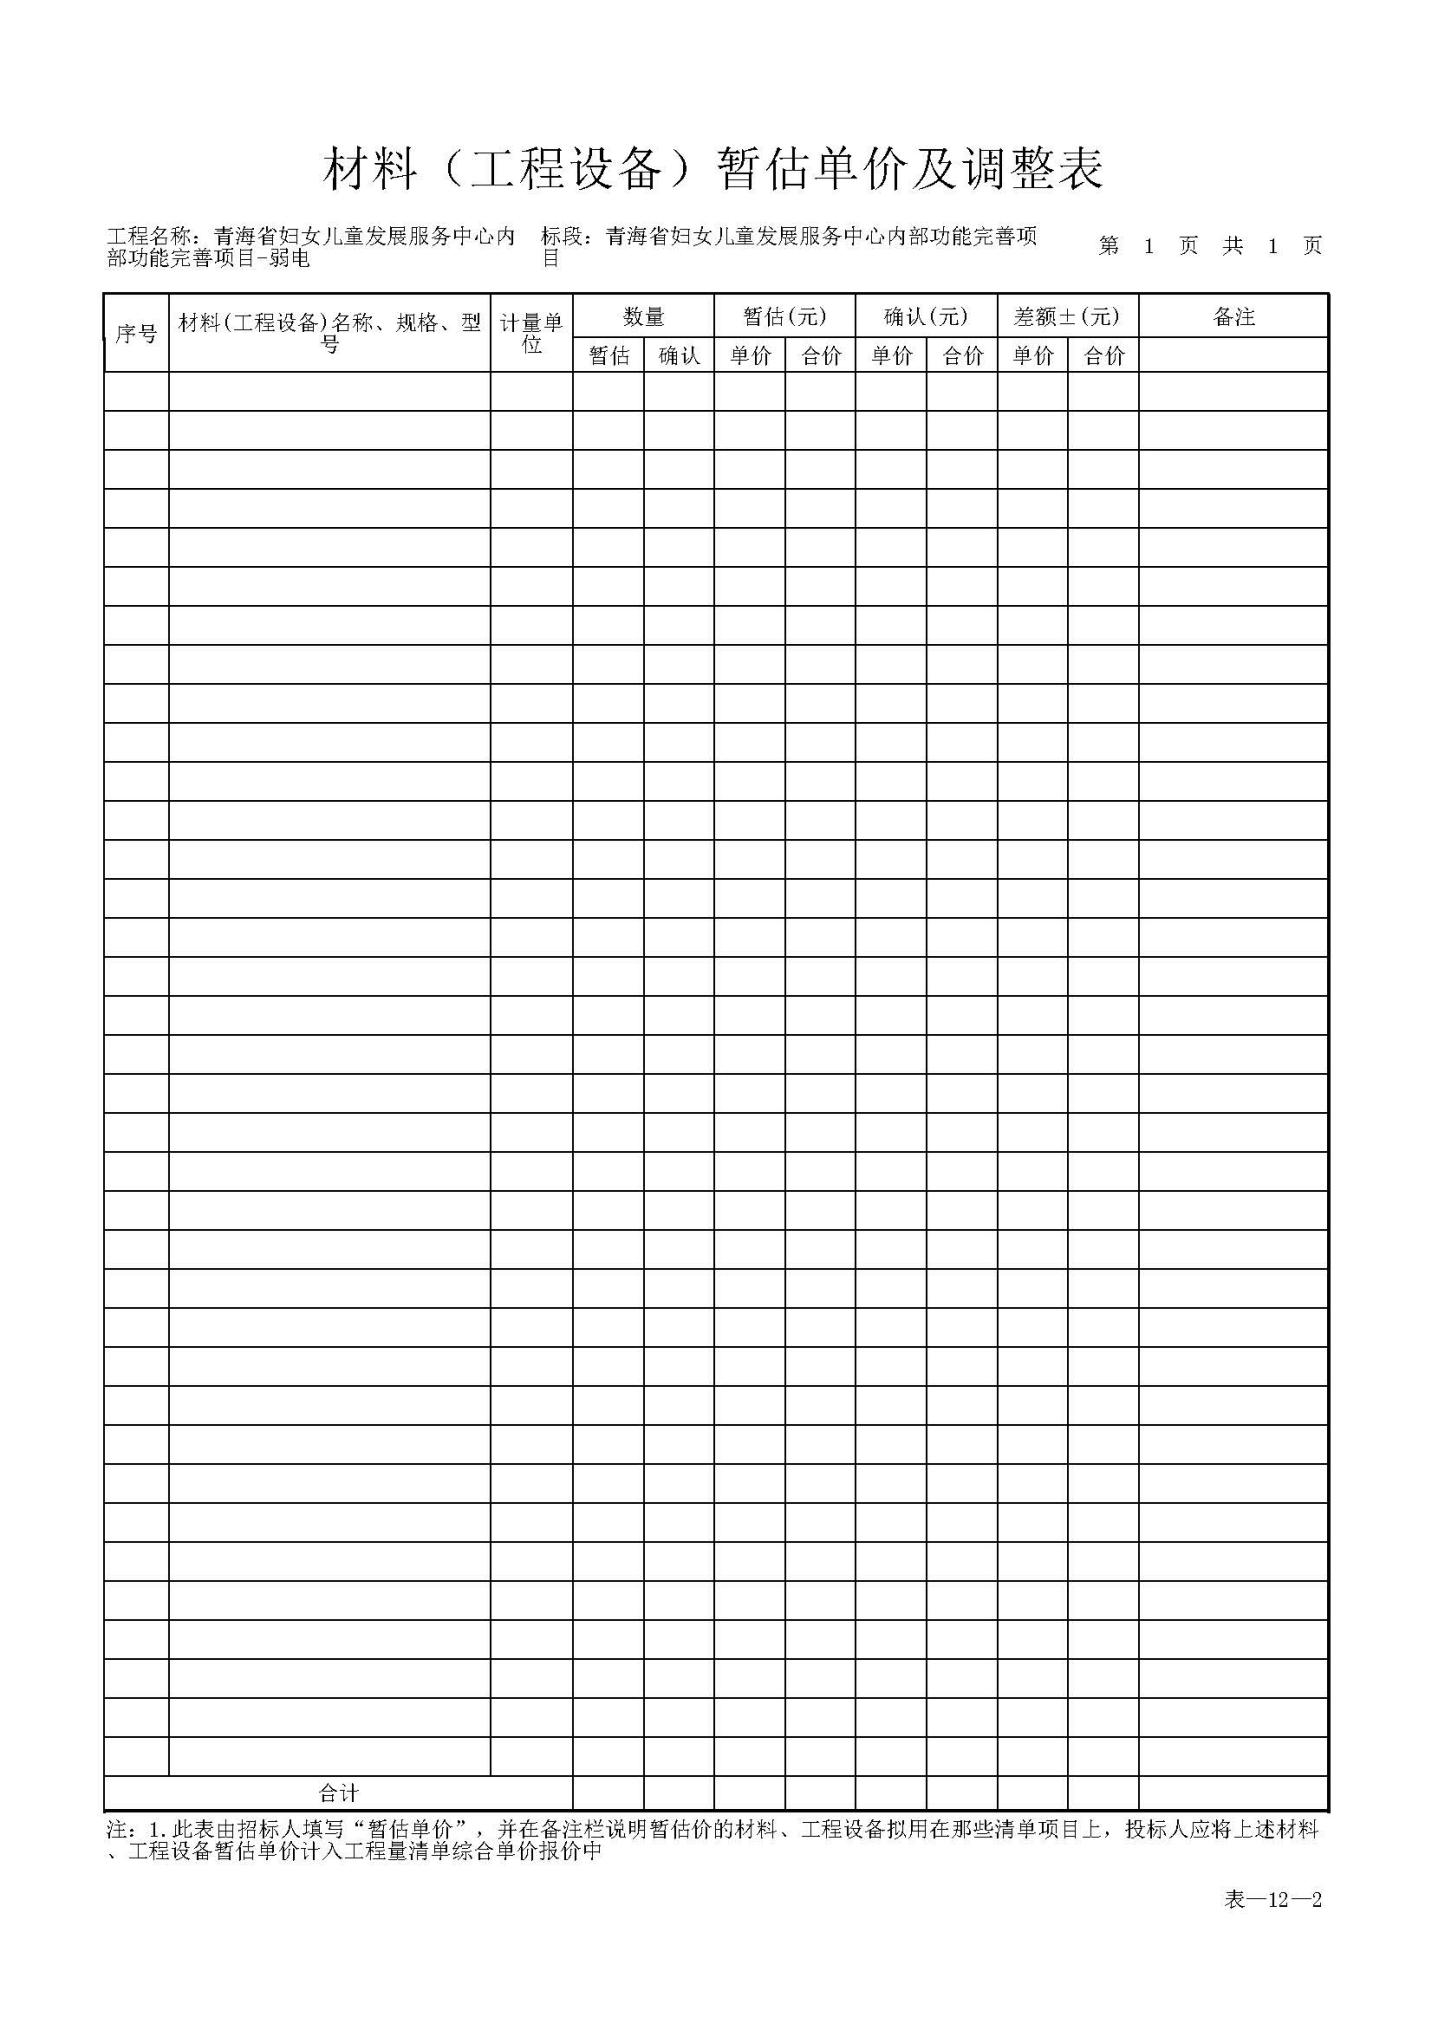 材料（工程设备）暂估单价及调整表
工程名称：青海省妇女儿童发展服务中心内
部功能完善项目-弱电
标段：青海省妇女儿童发展服务中心内部功能完善项
目
第 1 页 共 1 页
序号
材料(工程设备)名称、规格、型
号
计量单
位
数量 暂估(元) 确认(元) 差额±(元) 备注
暂估 确认 单价 合价 单价 合价 单价 合价
合计
注：1.此表由招标人填写“暂估单价”，并在备注栏说明暂估价的材料、工程设备拟用在那些清单项目上，投标人应将上述材料
、工程设备暂估单价计入工程量清单综合单价报价中
表—12—2